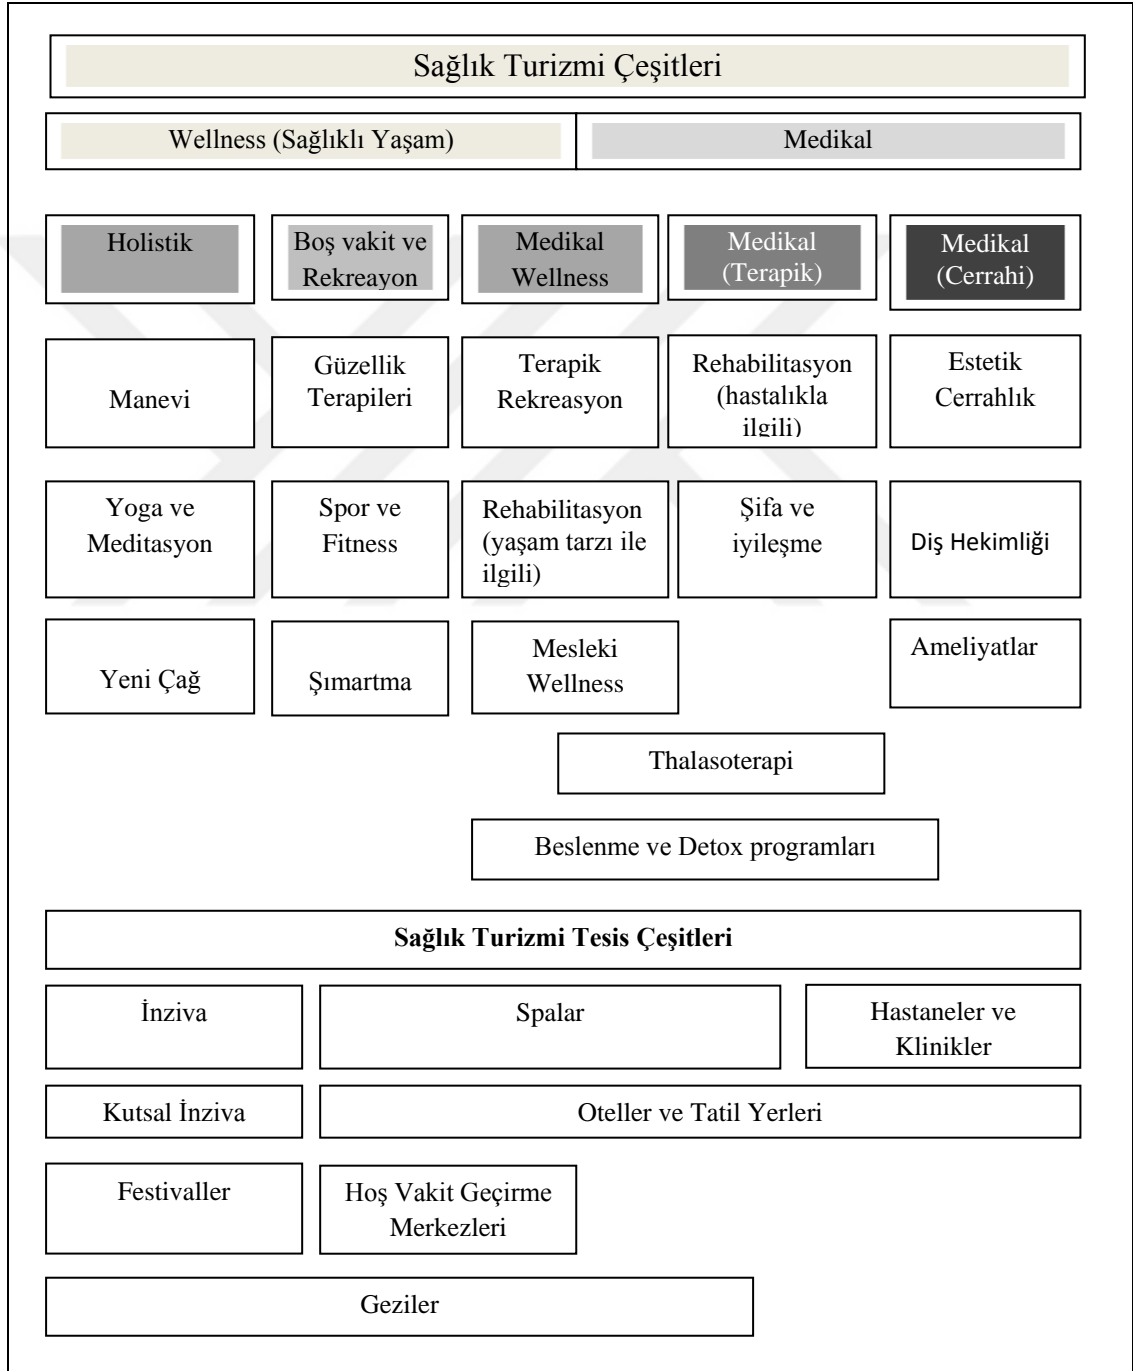 Sağlık Turizmi Çeşitleri
Wellness (Sağlıklı Yaşam)
Medikal
Holistik
Boş vakit ve
Rekreayon
Medikal
Wellness
Medikal
(Terapik)
Medikal
(Cerrahi)
Manevi
Güzellik
Terapileri
Terapik
Rekreasyon
Rehabilitasyon
(hastalıkla
ilgili)
Estetik
Cerrahlık
Yoga ve
Meditasyon
Spor ve
Fitness
Rehabilitasyon
(yaşam tarzı ile
ilgili)
Şifa ve
iyileşme
Diş Hekimliği
Yeni Çağ
Şımartma
Mesleki
Wellness
Ameliyatlar
Thalasoterapi
Beslenme ve Detox programları
Sağlık Turizmi Tesis Çeşitleri
İnziva
Spalar
Hastaneler ve
Klinikler
Kutsal İnziva
Oteller ve Tatil Yerleri
Festivaller
Hoş Vakit Geçirme
Merkezleri
Geziler